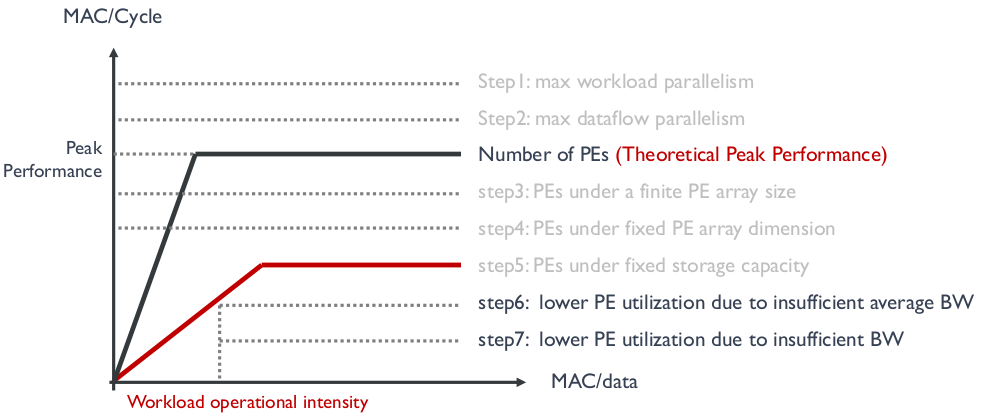 MAC/Cycle
Step1: max workload parallelism
Step2: max dataflow parallelism
Peak
Performance
Number of PEs (Theoretical Peak Performance)
step3: PEs under a finite PE array size
step4: PEs under fixed PE array dimension
step5: PEs under fixed storage capacity
step6: lower PE utilization due to insufficient average BW
step7: lower PE utilization due to insufficient BW
MAC/data
Workload operational intensity